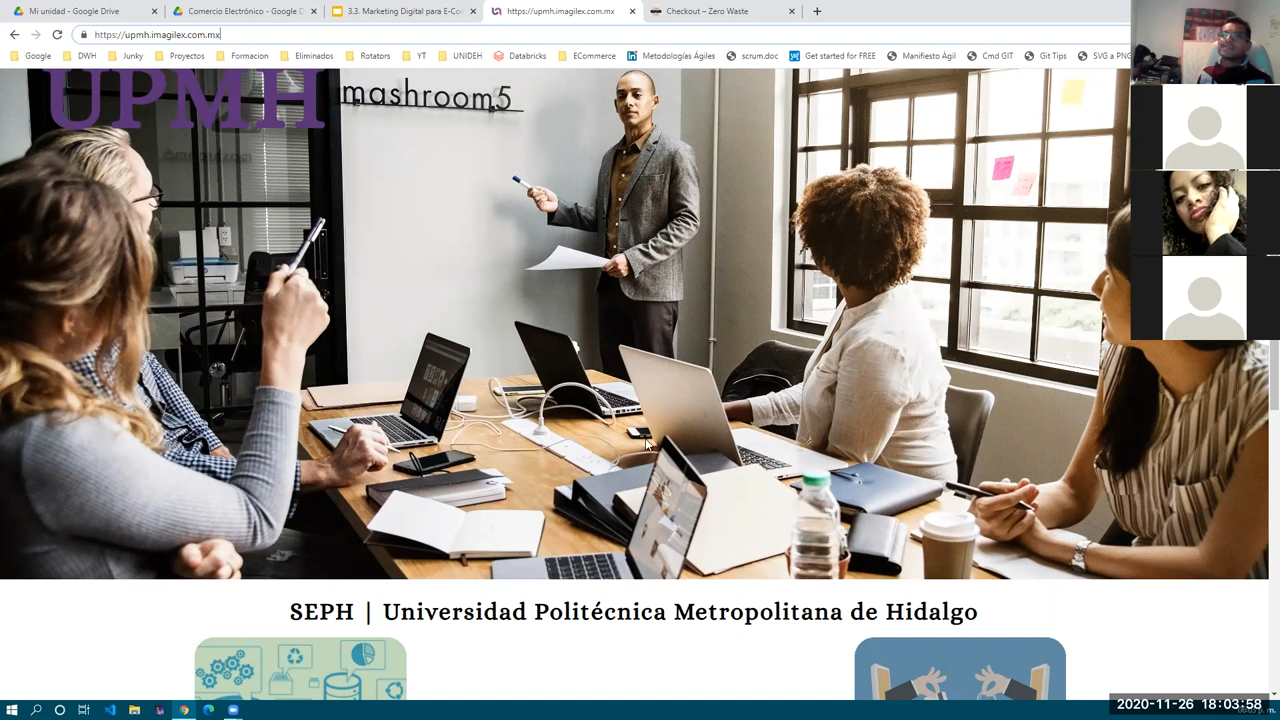 Mi unidad - Google Drive
Comercio Electrónico - Google D
3.3. Marketing Digital para E-Co
https://upmh.imagilex.com.mx
Checkout – Zero Waste
https://upmh.imagilex.com.mx
Google
DWH
Junky
Proyectos
Formacion
Eliminados
Rotators
YT
UNIDEH
Databricks
ECommerce
Metodologías Ágiles
scrum.doc
Get started for FREE
Manifiesto Ágil
Cmd GIT
Git Tips
SVG a PNG
UPMH
mashroom5
SEPH | Universidad Politécnica Metropolitana de Hidalgo
2020-11-26 18:03:58